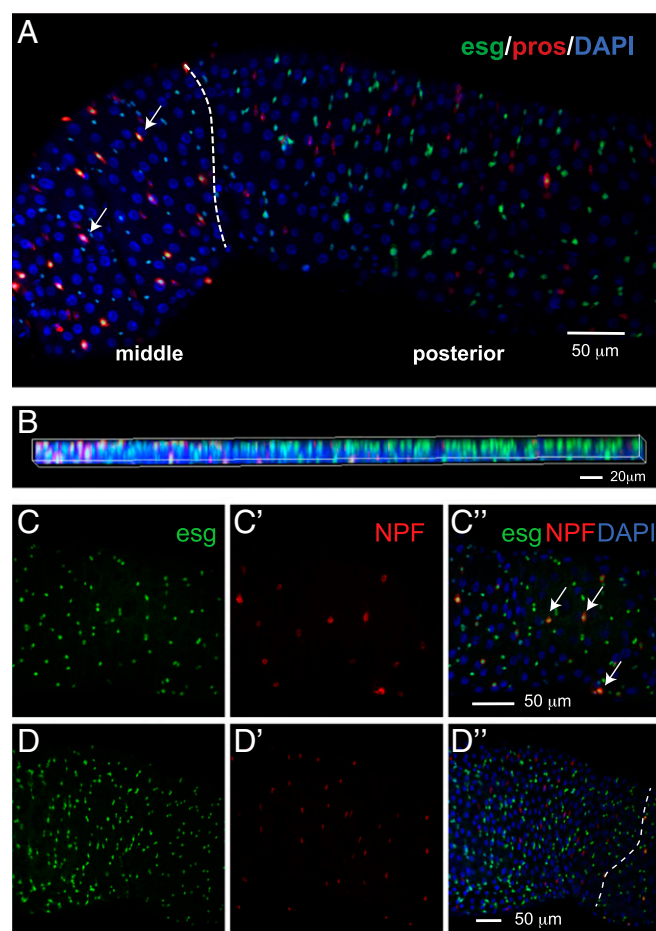 A
esg/pros/DAPI
middle
posterior
50 μm
B
20μm
C
esg
C'
NPF
C''
esg NPF DAPI
50 μm
D
D'
D''
50 μm